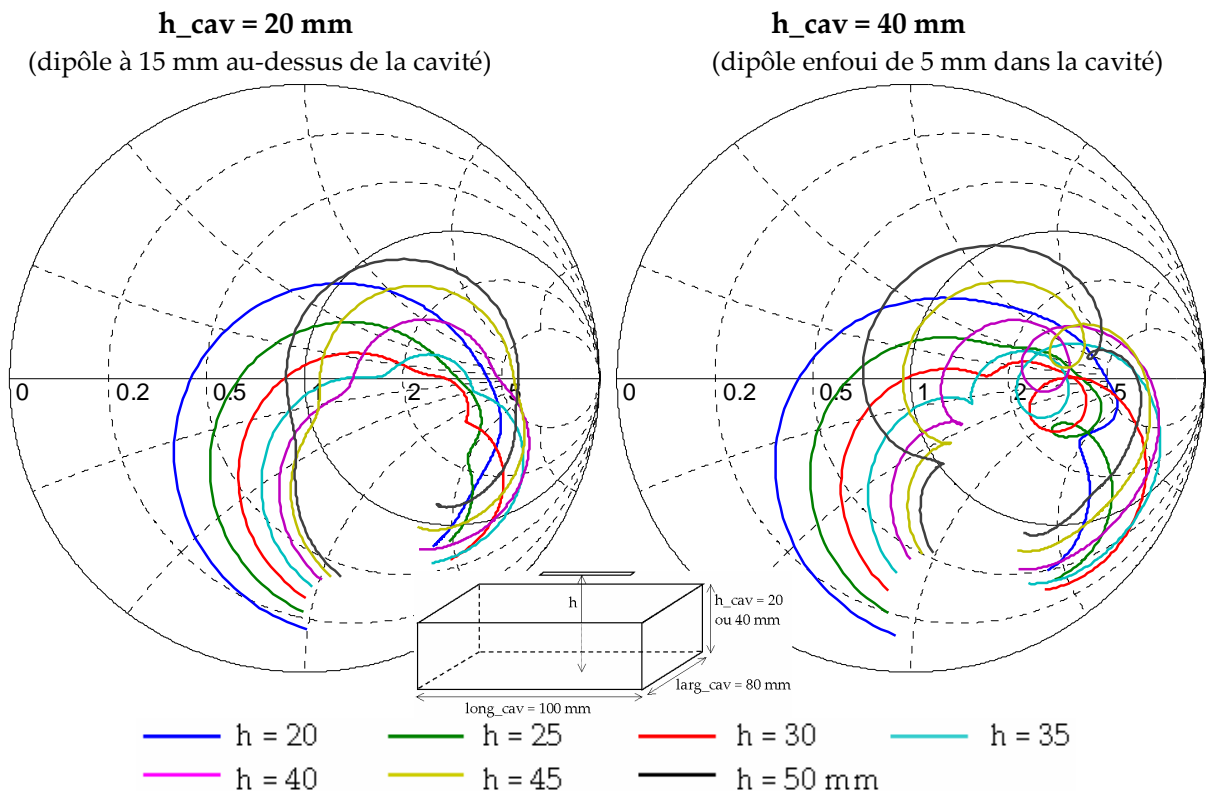 h_cav = 20 mm
(dipôle à 15 mm au-dessus de la cavité)
h_cav = 40 mm
(dipôle enfoui de 5 mm dans la cavité)
0 0.2 0.5 1 2 5
0 0.2 0.5 1 2 5
h
h_cav = 20
ou 40 mm
larg_cav = 80 mm
long_cav = 100 mm
h = 20
h = 25
h = 30
h = 35
h = 40
h = 45
h = 50 mm